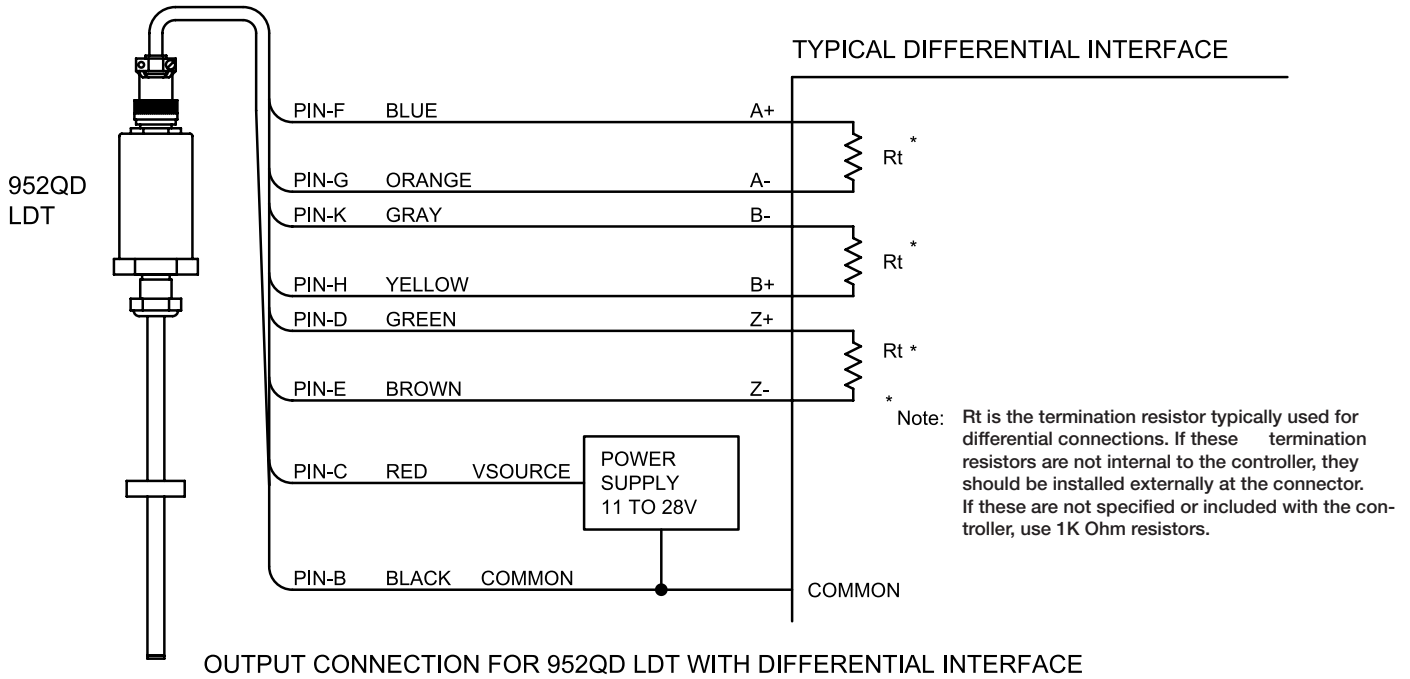 TYPICAL DIFFERENTIAL INTERFACE
952QD
LDT
PIN-F BLUE A+
Rt *
PIN-G ORANGE A-
PIN-K GRAY B-
Rt *
PIN-H YELLOW B+
PIN-D GREEN Z+
Rt *
PIN-E BROWN Z-
* Note: Rt is the termination resistor typically used for
differential connections. If these termination
resistors are not internal to the controller, they
should be installed externally at the connector.
If these are not specified or included with the con-
troller, use 1K Ohm resistors.
PIN-C RED VSOURCE
POWER
SUPPLY
11 TO 28V
PIN-B BLACK COMMON
COMMON
OUTPUT CONNECTION FOR 952QD LDT WITH DIFFERENTIAL INTERFACE